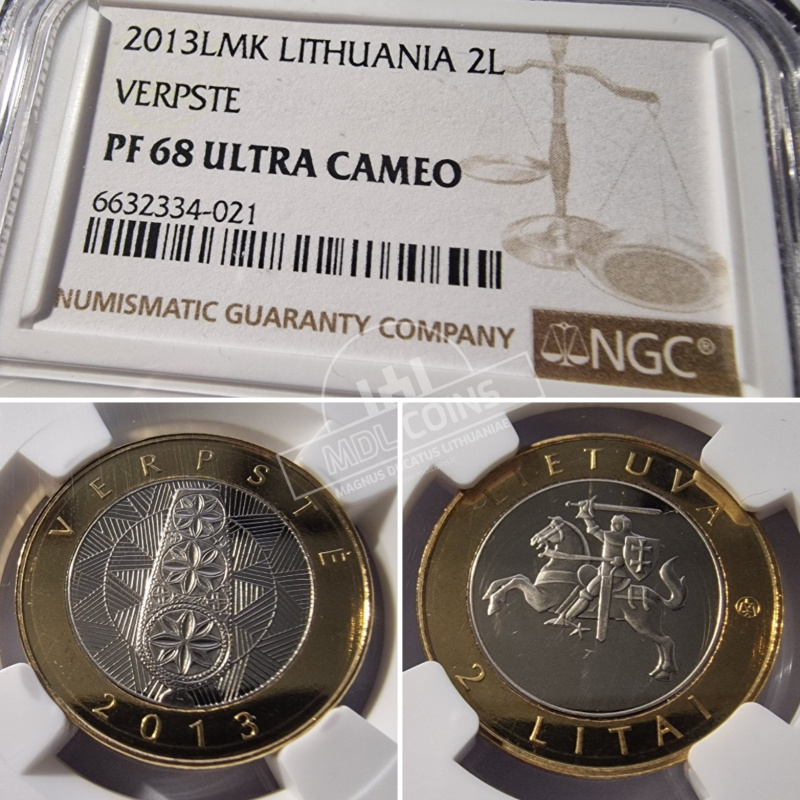 2013LMK LITHUANIA 2L
VERPSTE
PF 68 ULTRA CAMEO
6632334-021
NUMISMATIC GUARANTY COMPANY
NGC®
MDL COINS
MAGNUS DUCATUS LITHUANIAE
VERPSTĖ
2013
LIETUVA
2 LITAI